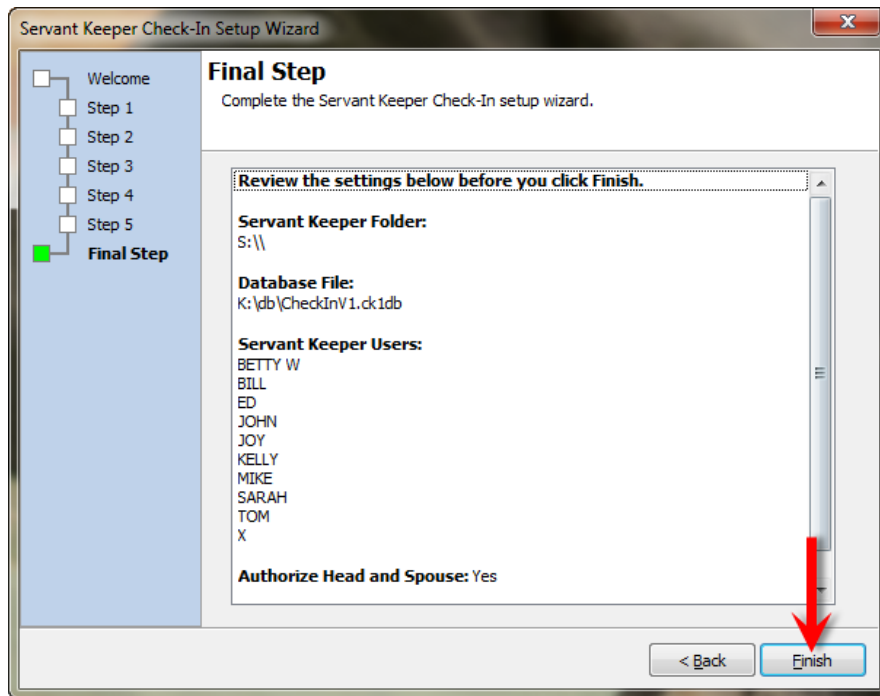 Servant Keeper Check-In Setup Wizard
Welcome
Step 1
Step 2
Step 3
Step 4
Step 5
Final Step
Final Step
Complete the Servant Keeper Check-In setup wizard.
Review the settings below before you click Finish.
Servant Keeper Folder:
S:\\
Database File:
K:\db\CheckInV1.ck1db
Servant Keeper Users:
BETTY W
BILL
ED
JOHN
JOY
KELLY
MIKE
SARAH
TOM
X
Authorize Head and Spouse: Yes
< Back
Finish